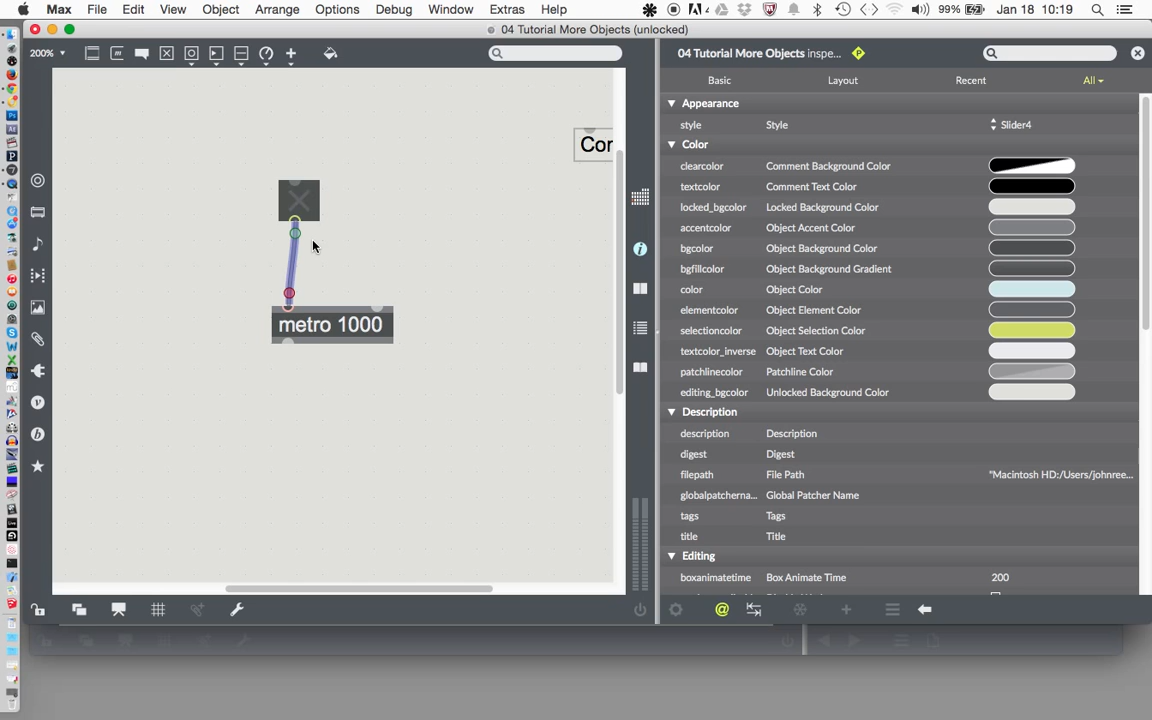 Max File Edit View Object Arrange Options Debug Window Extras Help 4 99% Jan 18 10:19
04 Tutorial More Objects (unlocked)
200%
04 Tutorial More Objects inspe...
Basic Layout Recent All
Appearance
style Style Slider4
Color
clearcolor Comment Background Color
textcolor Comment Text Color
locked_bgcolor Locked Background Color
accentcolor Object Accent Color
bgcolor Object Background Color
bgfillcolor Object Background Gradient
color Object Color
elementcolor Object Element Color
selectioncolor Object Selection Color
textcolor_inverse Object Text Color
patchlinecolor Patchline Color
editing_bgcolor Unlocked Background Color
Description
description Description
digest Digest
filepath File Path "Macintosh HD:/Users/johnree...
globalpatcherna... Global Patcher Name
tags Tags
title Title
Editing
boxanimatetime Box Animate Time 200
Cor
metro 1000